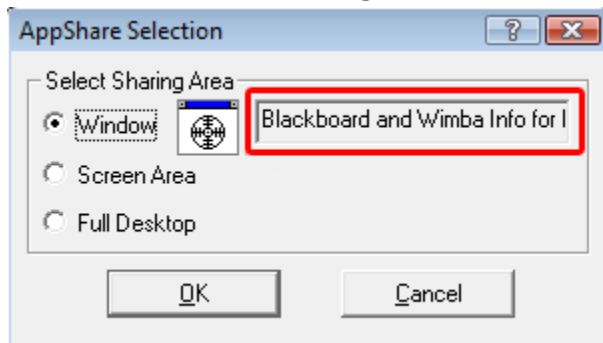 AppShare Selection
Select Sharing Area
Window
Blackboard and Wimba Info for I
Screen Area
Full Desktop
OK
Cancel